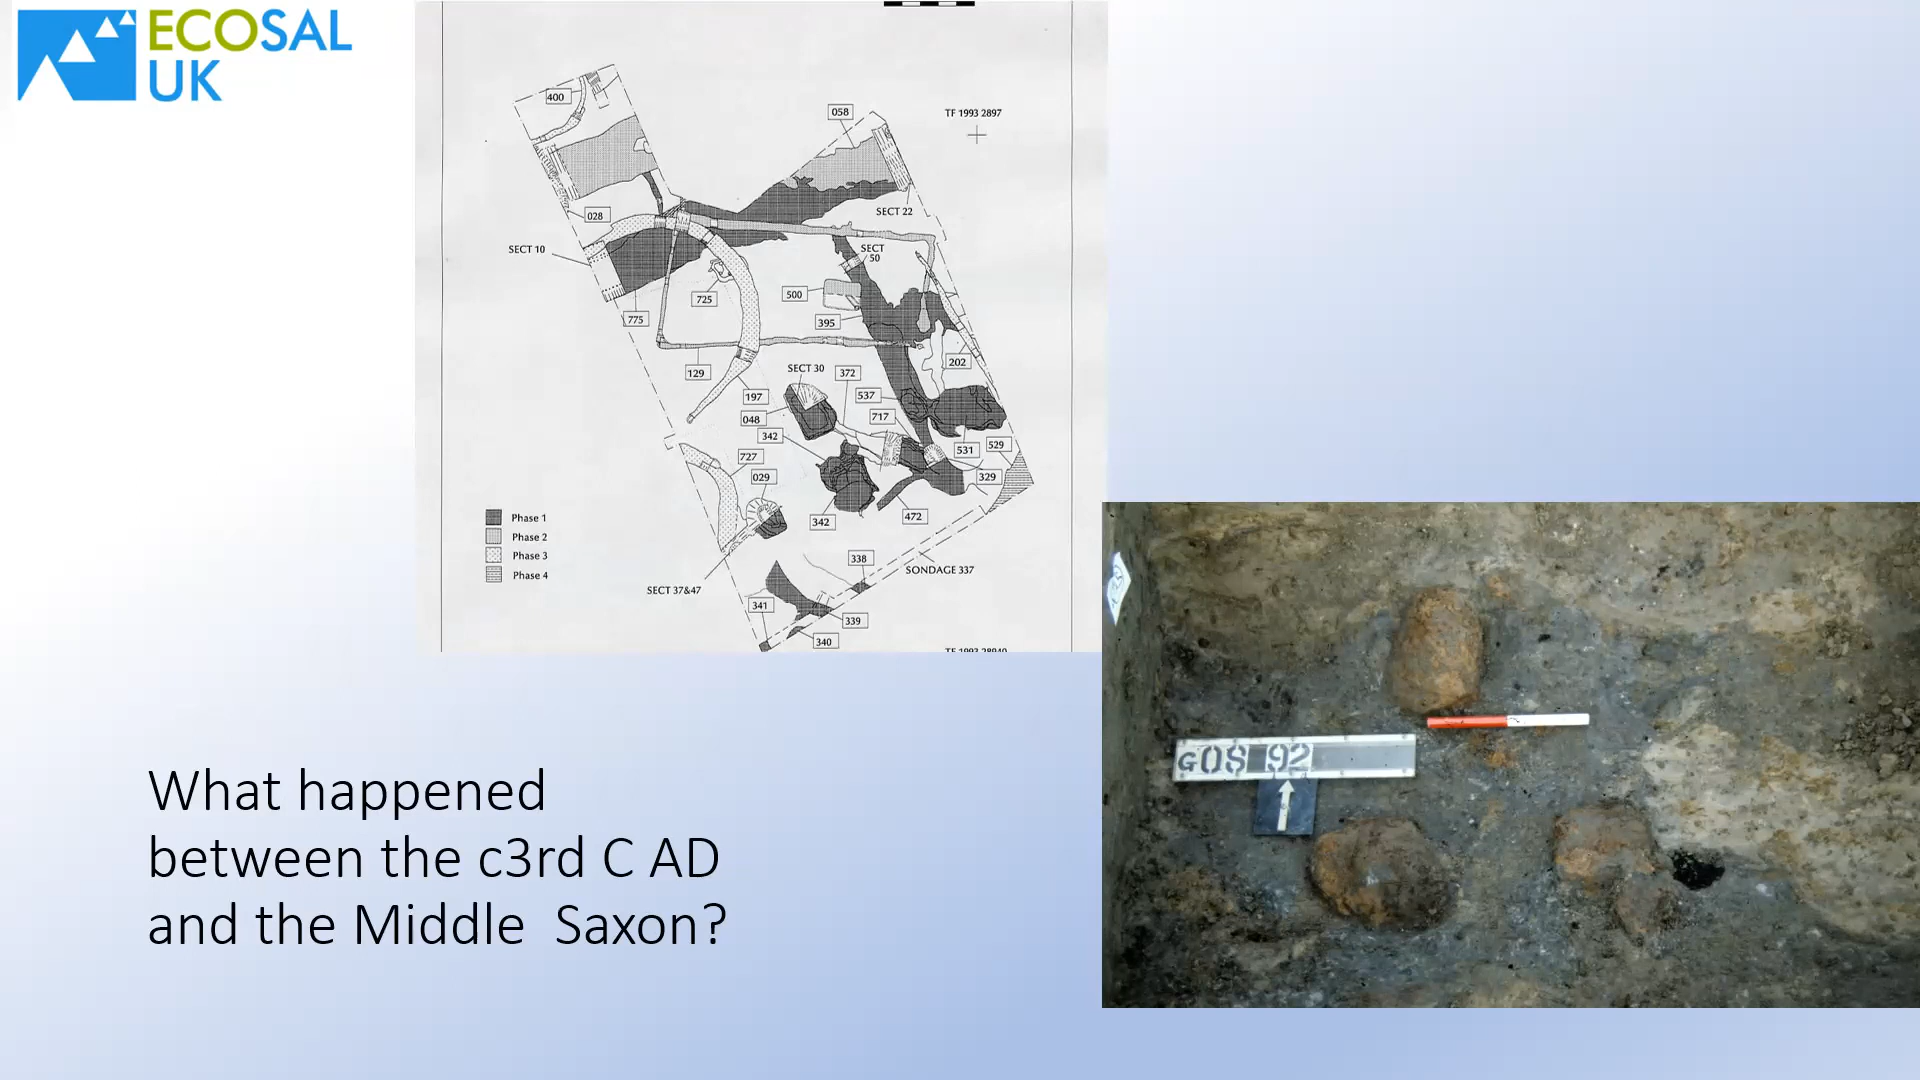 ECOSAL
UK
400
058
TF 1993 2897
028
SECT 22
SECT 10
SECT
50
725
500
775
395
129
202
SECT 30
372
197
537
048
717
342
727
531
529
029
329
342
472
Phase 1
Phase 2
Phase 3
Phase 4
338
SONDAGE 337
SECT 37&47
341
339
340
TF 1993 28940
GOS 92
What happened
between the c3rd C AD
and the Middle Saxon?